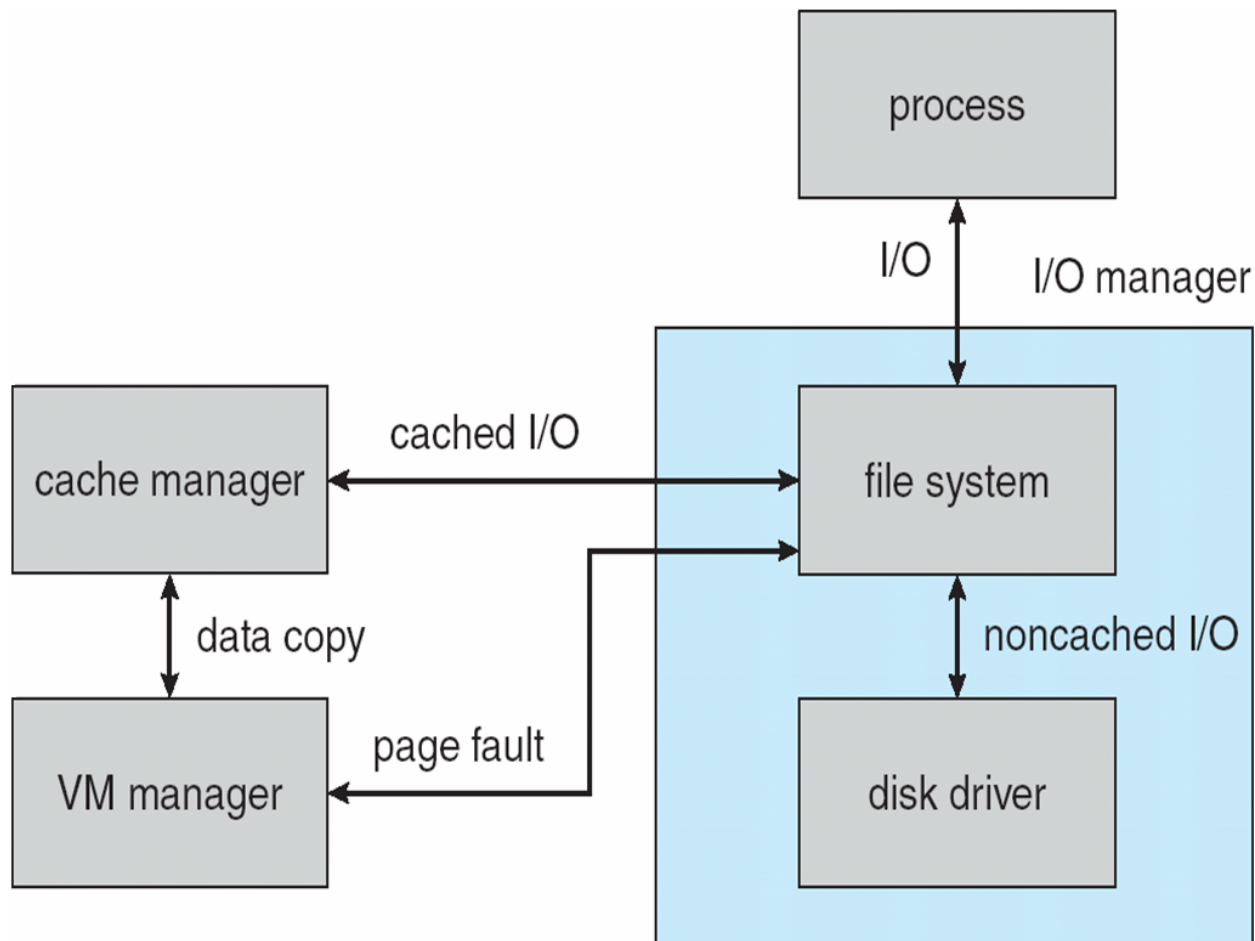 process
I/O
I/O manager
cached I/O
cache manager
file system
data copy
noncached I/O
page fault
VM manager
disk driver